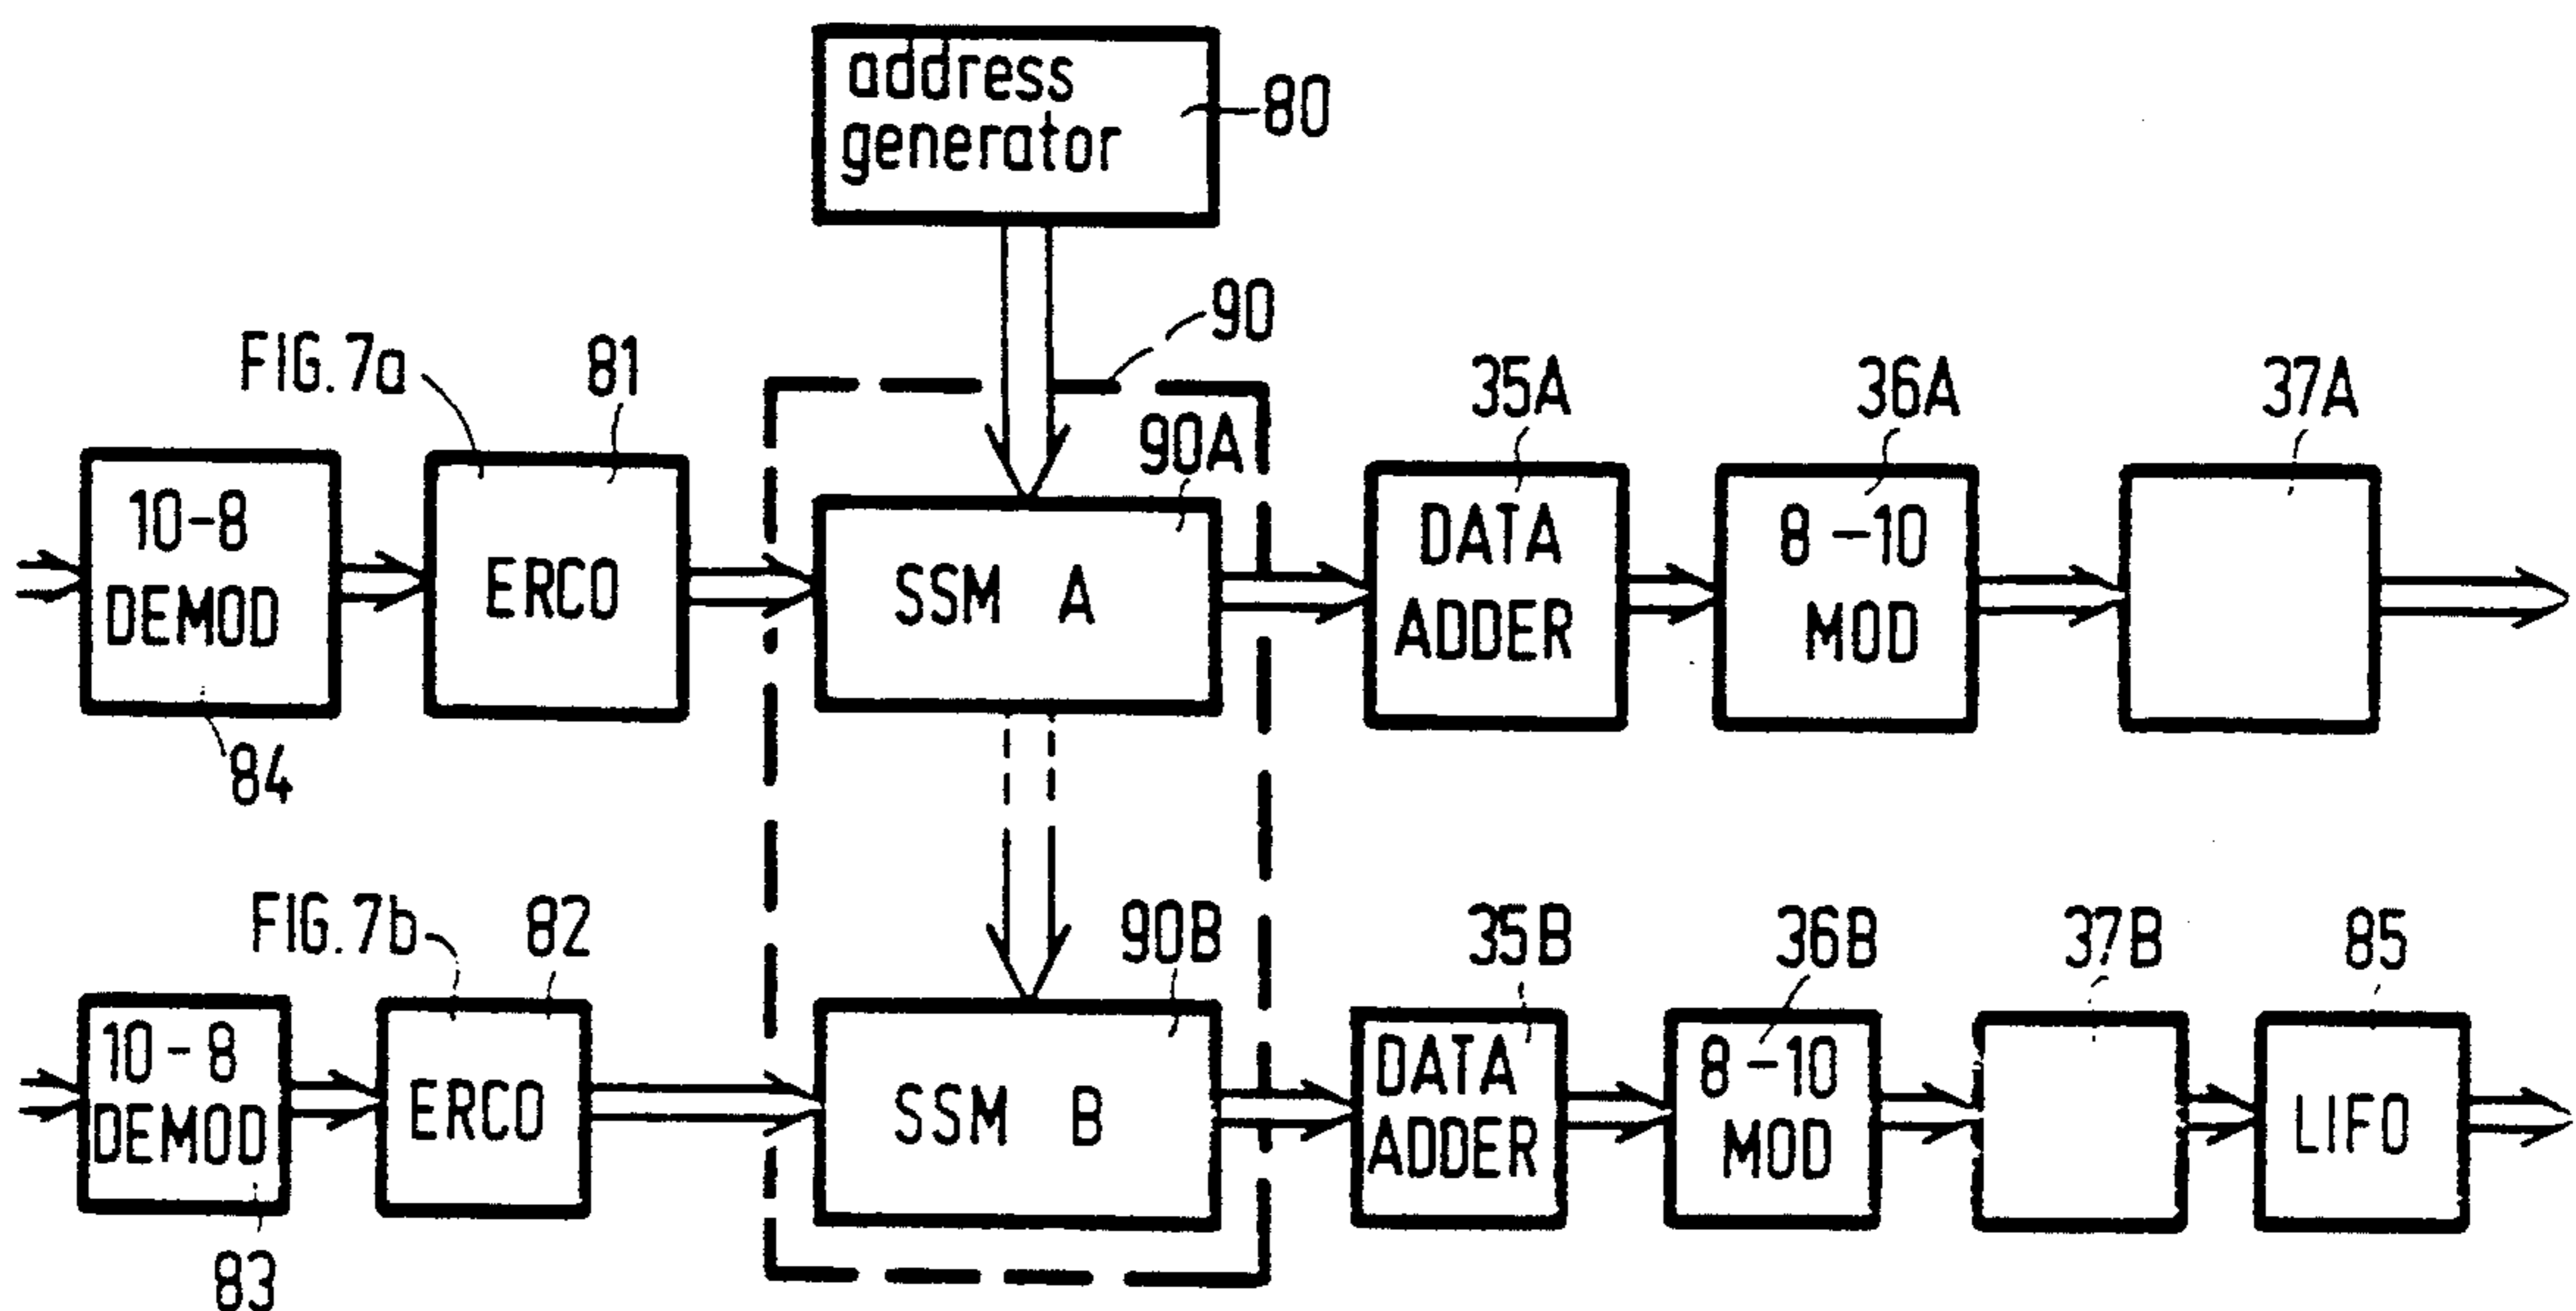 address
generator
80
90
FIG. 7a
81
90A
35A
36A
37A
10-8
DEMOD
ERCO
SSM A
DATA
ADDER
8-10
MOD
84
FIG. 7b
82
90B
35B
36B
37B
85
10-8
DEMOD
ERCO
SSM B
DATA
ADDER
8-10
MOD
LIFO
83